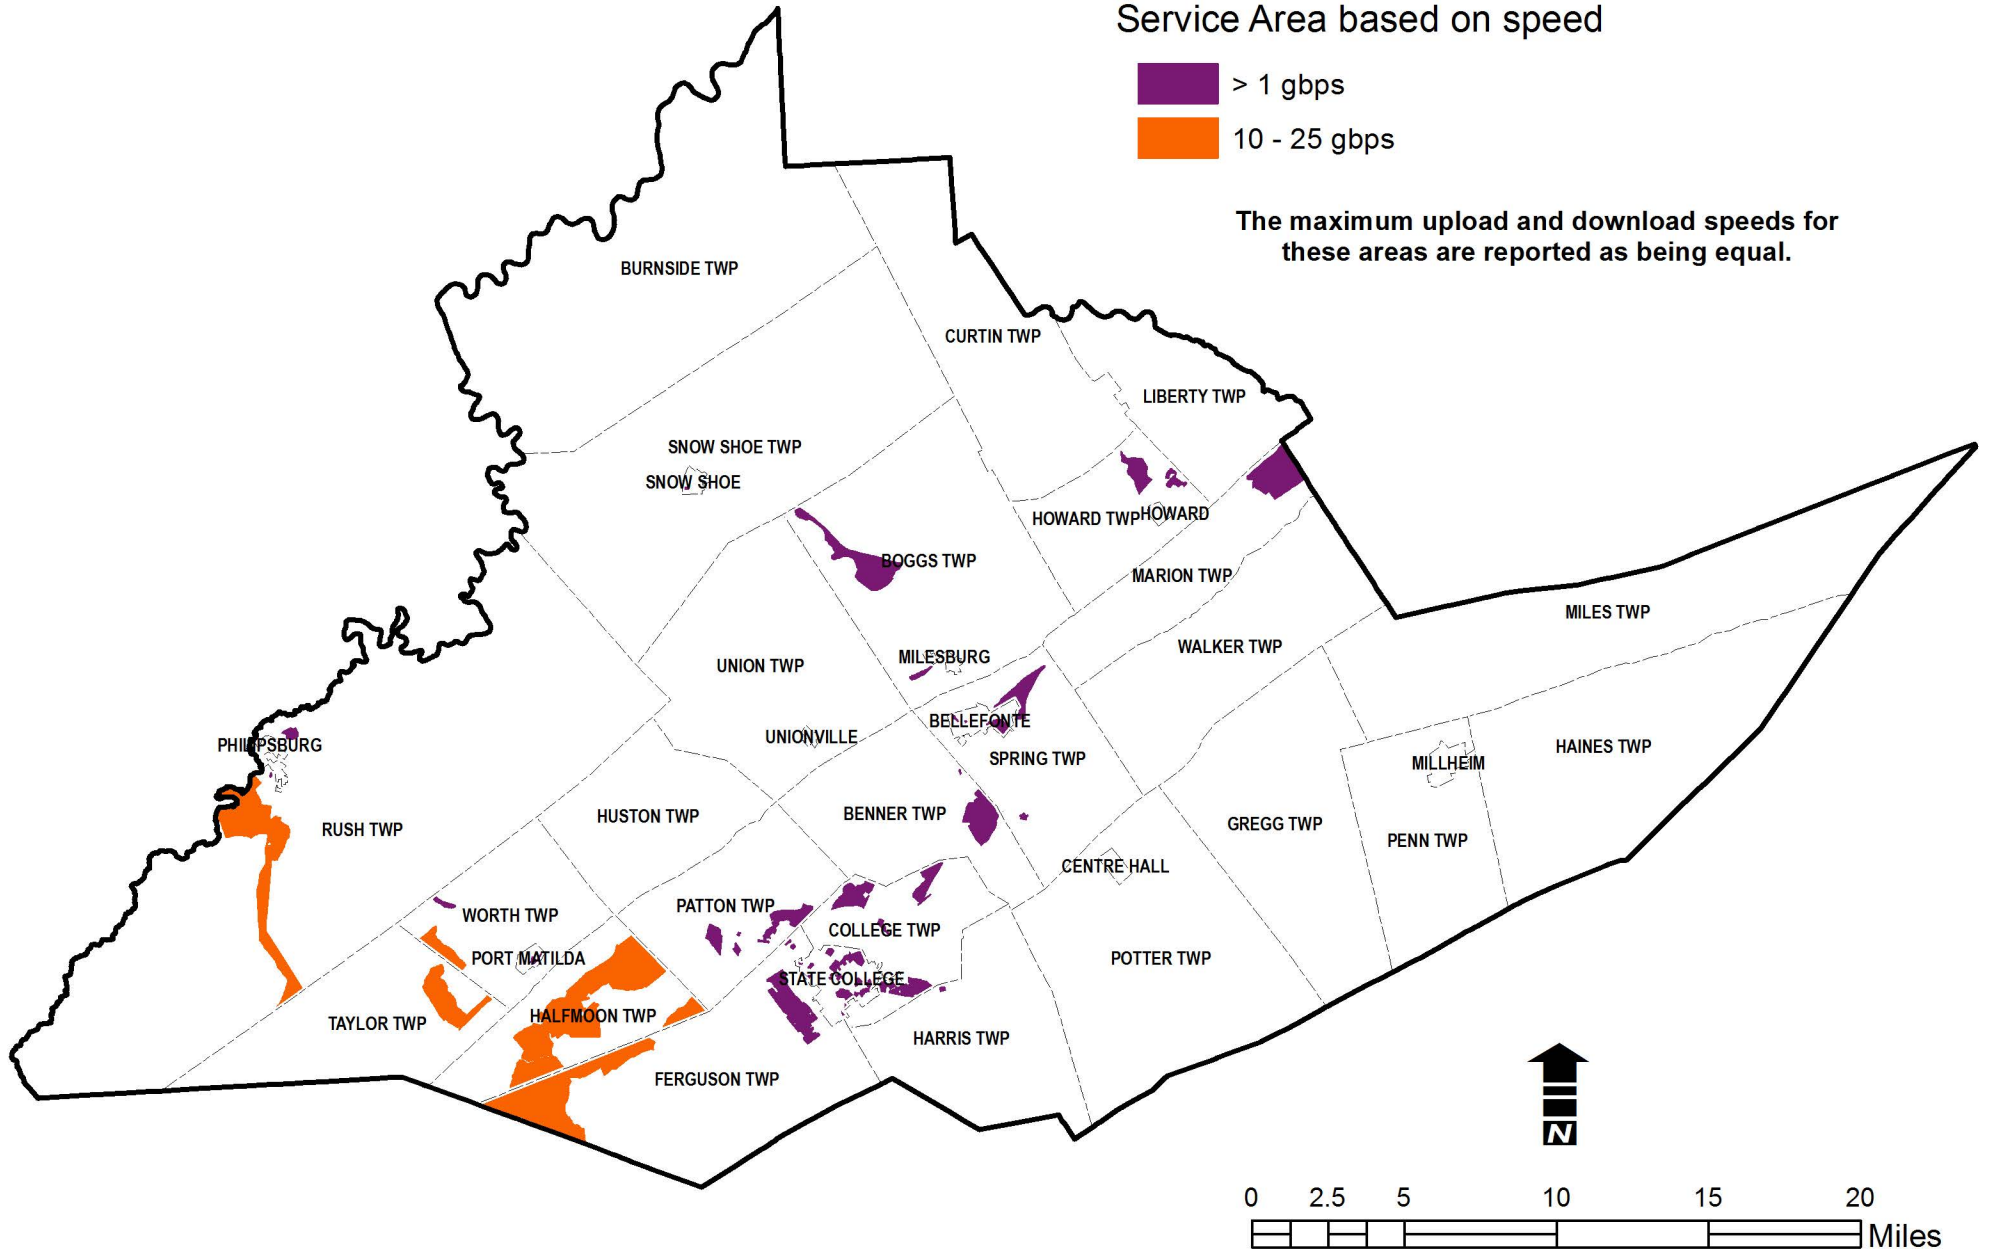 Service Area based on speed
> 1 gbps
10 - 25 gbps
The maximum upload and download speeds for
these areas are reported as being equal.
BURNSIDE TWP
CURTIN TWP
LIBERTY TWP
SNOW SHOE TWP
SNOW SHOE
HOWARD TWP
HOWARD
BOGGS TWP
MARION TWP
MILES TWP
WALKER TWP
MILESBURG
UNION TWP
BELLEFONTE
UNIONVILLE
PHILIPSBURG
HAINES TWP
SPRING TWP
MILLHEIM
BENNER TWP
HUSTON TWP
GREGG TWP
RUSH TWP
PENN TWP
CENTRE HALL
PATTON TWP
WORTH TWP
COLLEGE TWP
PORT MATILDA
POTTER TWP
STATE COLLEGE
HALFMOON TWP
TAYLOR TWP
HARRIS TWP
FERGUSON TWP
N
0 2.5 5 10 15 20
Miles